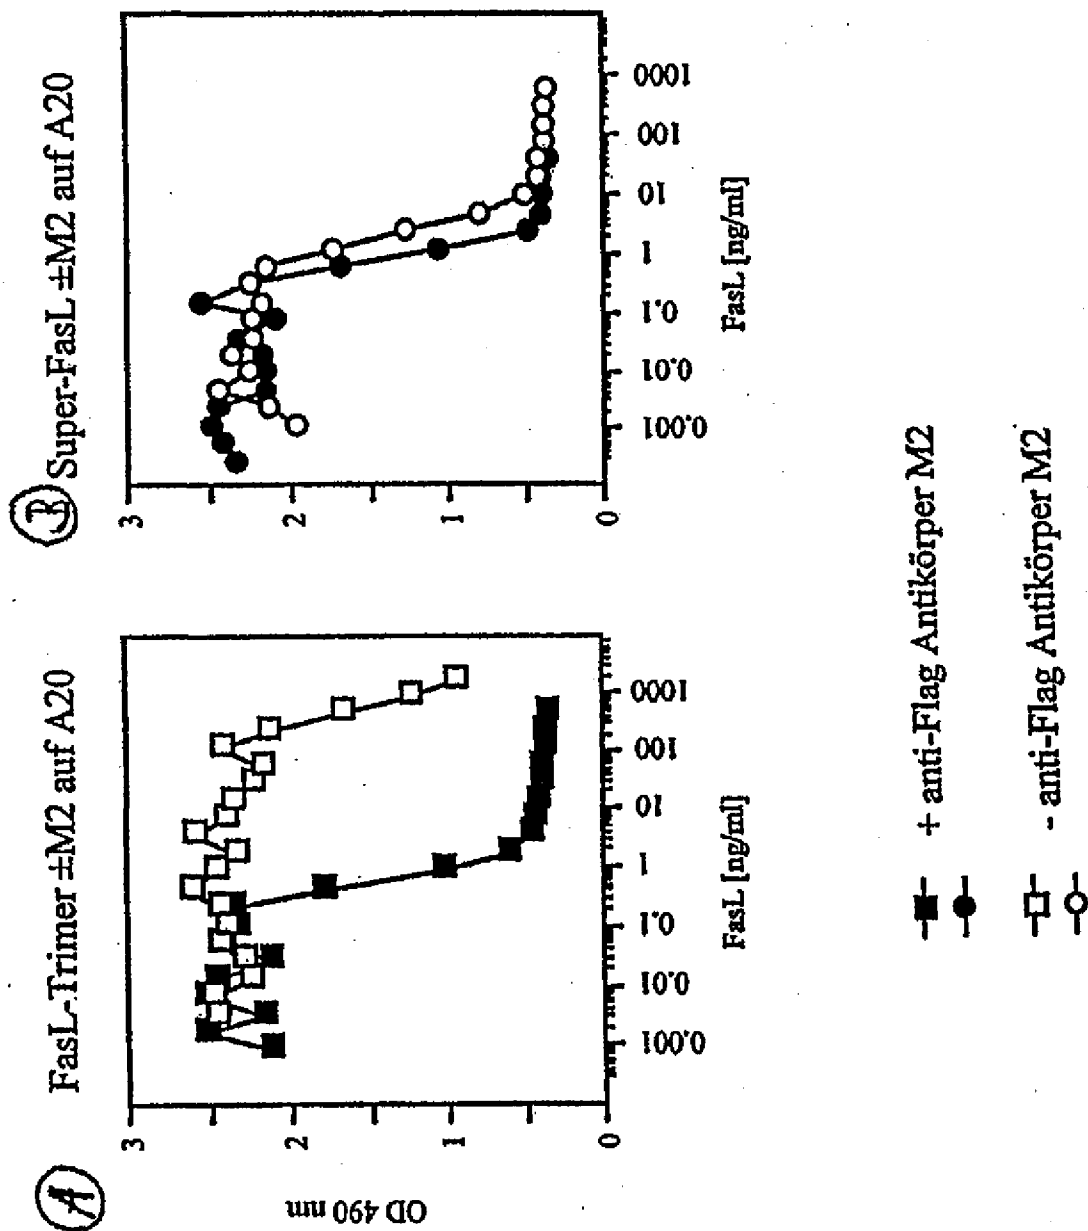 A
FasL-Trimer ±M2 auf A20
OD 490 nm
3
2
1
0
0.001
0.01
0.1
1
10
100
1000
FasL [ng/ml]
B
Super-FasL ±M2 auf A20
3
2
1
0
0.001
0.01
0.1
1
10
100
1000
FasL [ng/ml]
+ anti-Flag Antikörper M2
- anti-Flag Antikörper M2